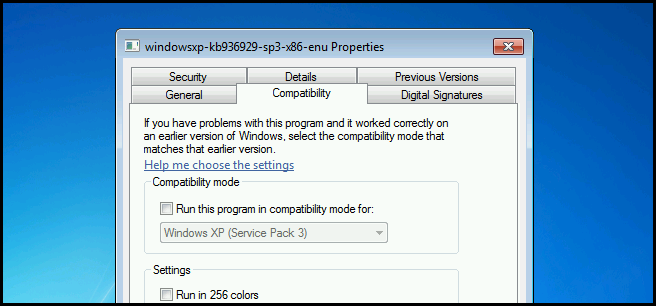 windowsxp-kb936929-sp3-x86-enu Properties
Security Details Previous Versions
General Compatibility Digital Signatures
If you have problems with this program and it worked correctly on
an earlier version of Windows, select the compatibility mode that
matches that earlier version.
Help me choose the settings
Compatibility mode
Run this program in compatibility mode for:
Windows XP (Service Pack 3)
Settings
Run in 256 colors